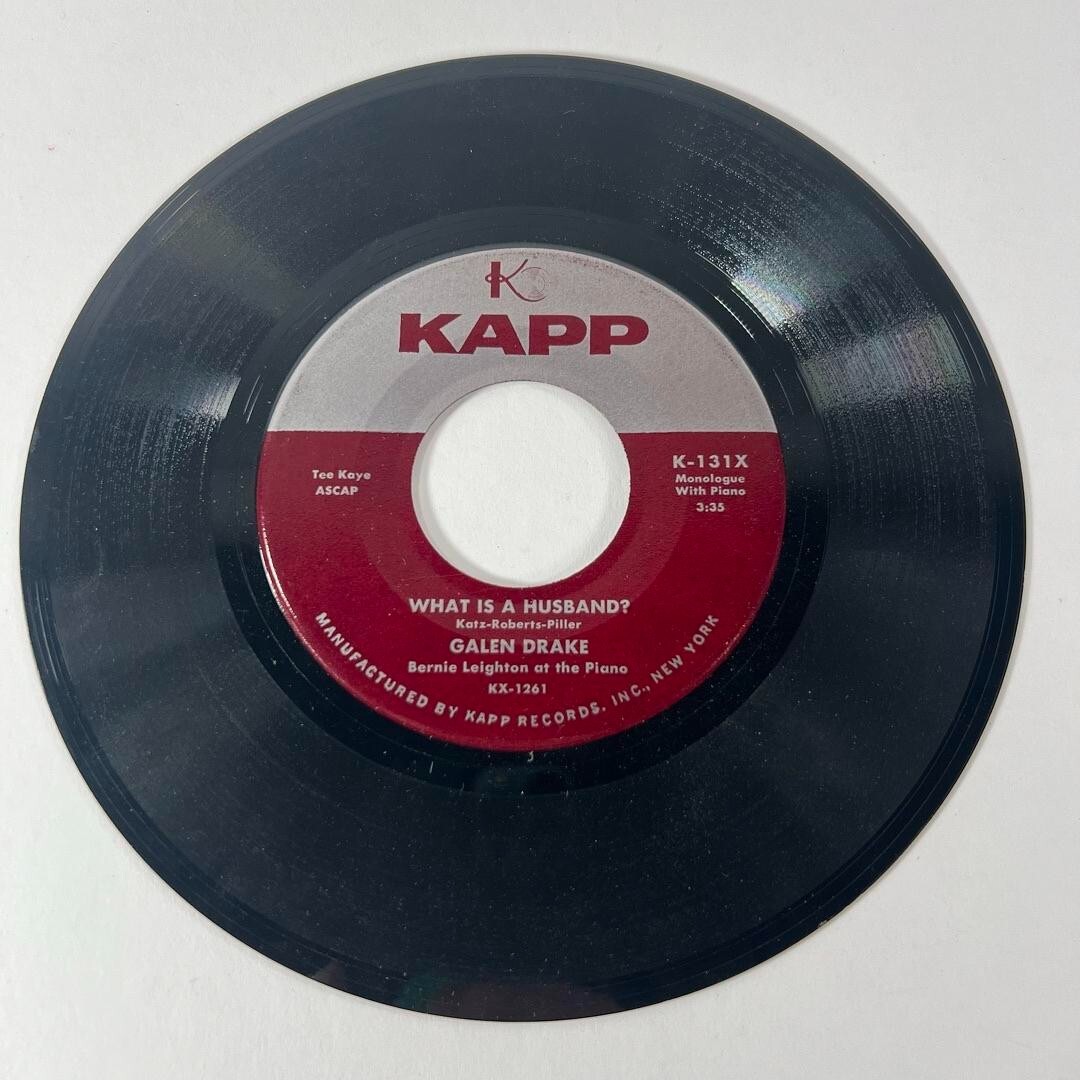 K
KAPP
Tee Kaye
ASCAP
K-131X
Monologue
With Piano
3:35
WHAT IS A HUSBAND?
Katz-Roberts-Piller
GALEN DRAKE
Bernie Leighton at the Piano
KX-1261
MANUFACTURED BY KAPP RECORDS, INC., NEW YORK